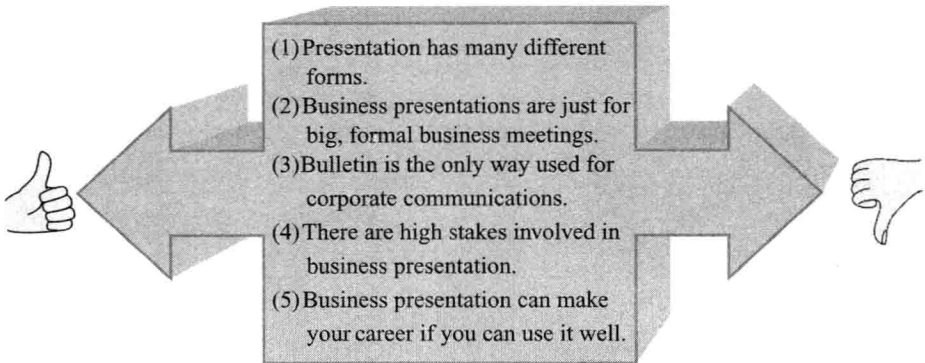 (1)Presentation has many different
forms.
(2)Business presentations are just for
big, formal business meetings.
(3)Bulletin is the only way used for
corporate communications.
(4)There are high stakes involved in
business presentation.
(5)Business presentation can make
your career if you can use it well.